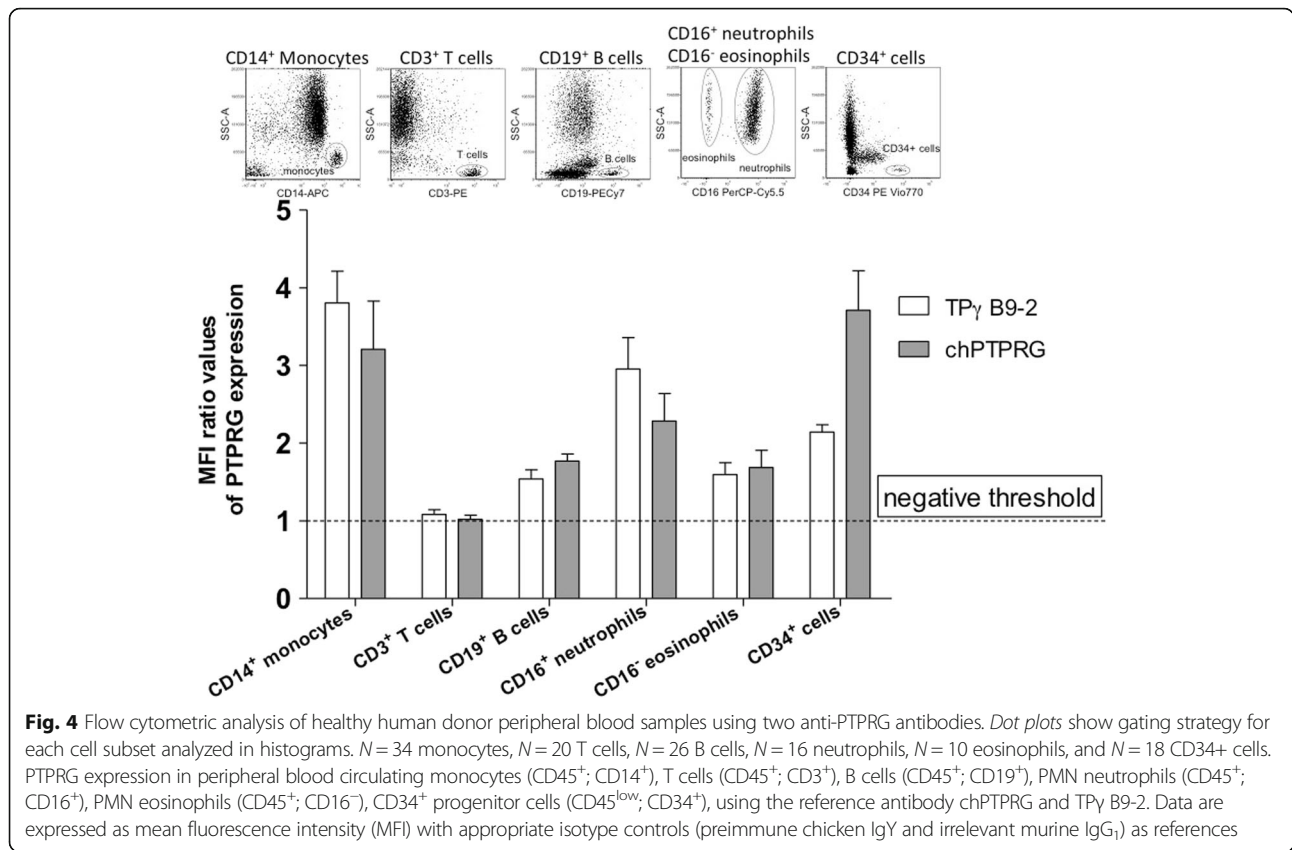 CD16⁺ neutrophils
CD14⁺ Monocytes CD3⁺ T cells CD19⁺ B cells CD16⁻ eosinophils CD34⁺ cells
SSC-A SSC-A SSC-A SSC-A SSC-A
monocytes T cells B cells eosinophils neutrophils CD34+ cells
CD14-APC CD3-PE CD19-PECy7 CD16 PerCP-Cy5.5 CD34 PE Vio770
MFI ratio values
of PTPRG expression
5
4
3
2
1
0
TPγ B9-2
chPTPRG
negative threshold
CD14⁺ monocytes
CD3⁺ T cells
CD19⁺ B cells
CD16⁺ neutrophils
CD16⁻ eosinophils
CD34⁺ cells
Fig. 4 Flow cytometric analysis of healthy human donor peripheral blood samples using two anti-PTPRG antibodies. Dot plots show gating strategy for
each cell subset analyzed in histograms. N = 34 monocytes, N = 20 T cells, N = 26 B cells, N = 16 neutrophils, N = 10 eosinophils, and N = 18 CD34+ cells.
PTPRG expression in peripheral blood circulating monocytes (CD45⁺; CD14⁺), T cells (CD45⁺; CD3⁺), B cells (CD45⁺; CD19⁺), PMN neutrophils (CD45⁺;
CD16⁺), PMN eosinophils (CD45⁺; CD16⁻), CD34⁺ progenitor cells (CD45ˡᵒʷ; CD34⁺), using the reference antibody chPTPRG and TPγ B9-2. Data are
expressed as mean fluorescence intensity (MFI) with appropriate isotype controls (preimmune chicken IgY and irrelevant murine IgG₁) as references